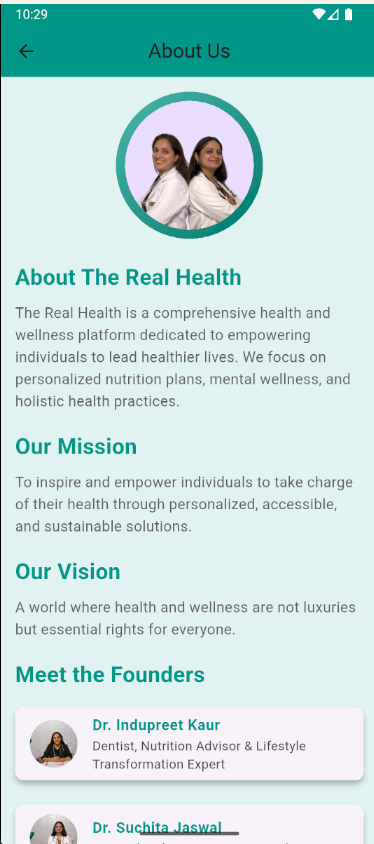 10:29
About Us
About The Real Health
The Real Health is a comprehensive health and
wellness platform dedicated to empowering
individuals to lead healthier lives. We focus on
personalized nutrition plans, mental wellness, and
holistic health practices.
Our Mission
To inspire and empower individuals to take charge
of their health through personalized, accessible,
and sustainable solutions.
Our Vision
A world where health and wellness are not luxuries
but essential rights for everyone.
Meet the Founders
Dr. Indupreet Kaur
Dentist, Nutrition Advisor & Lifestyle
Transformation Expert
Dr. Suchita Jaswal